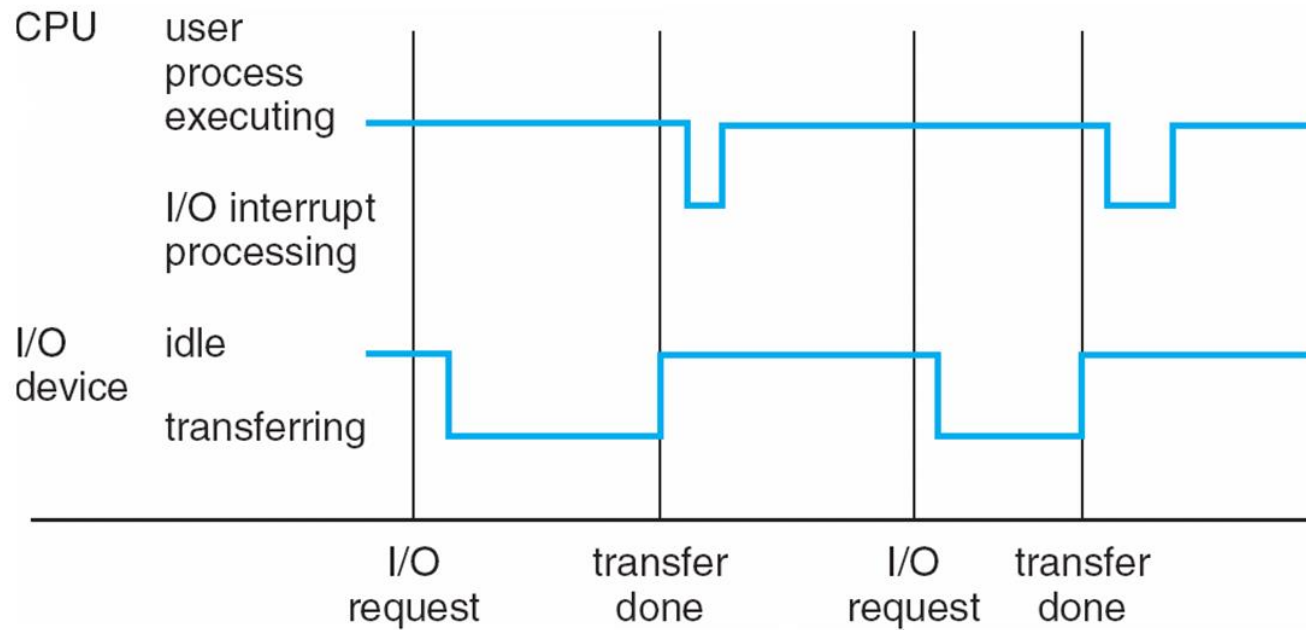 CPU
user
process
executing
I/O interrupt
processing
I/O
device
idle
transferring
I/O
request
transfer
done
I/O
request
transfer
done